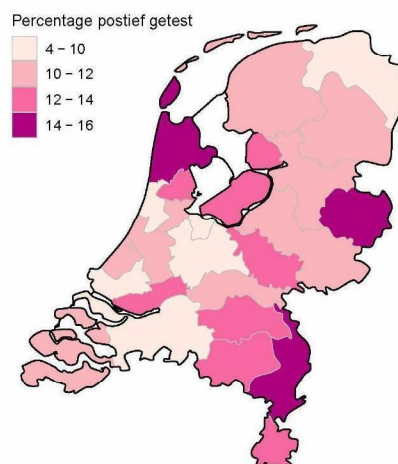 Percentage postief getest
4 – 10
10 – 12
12 – 14
14 – 16